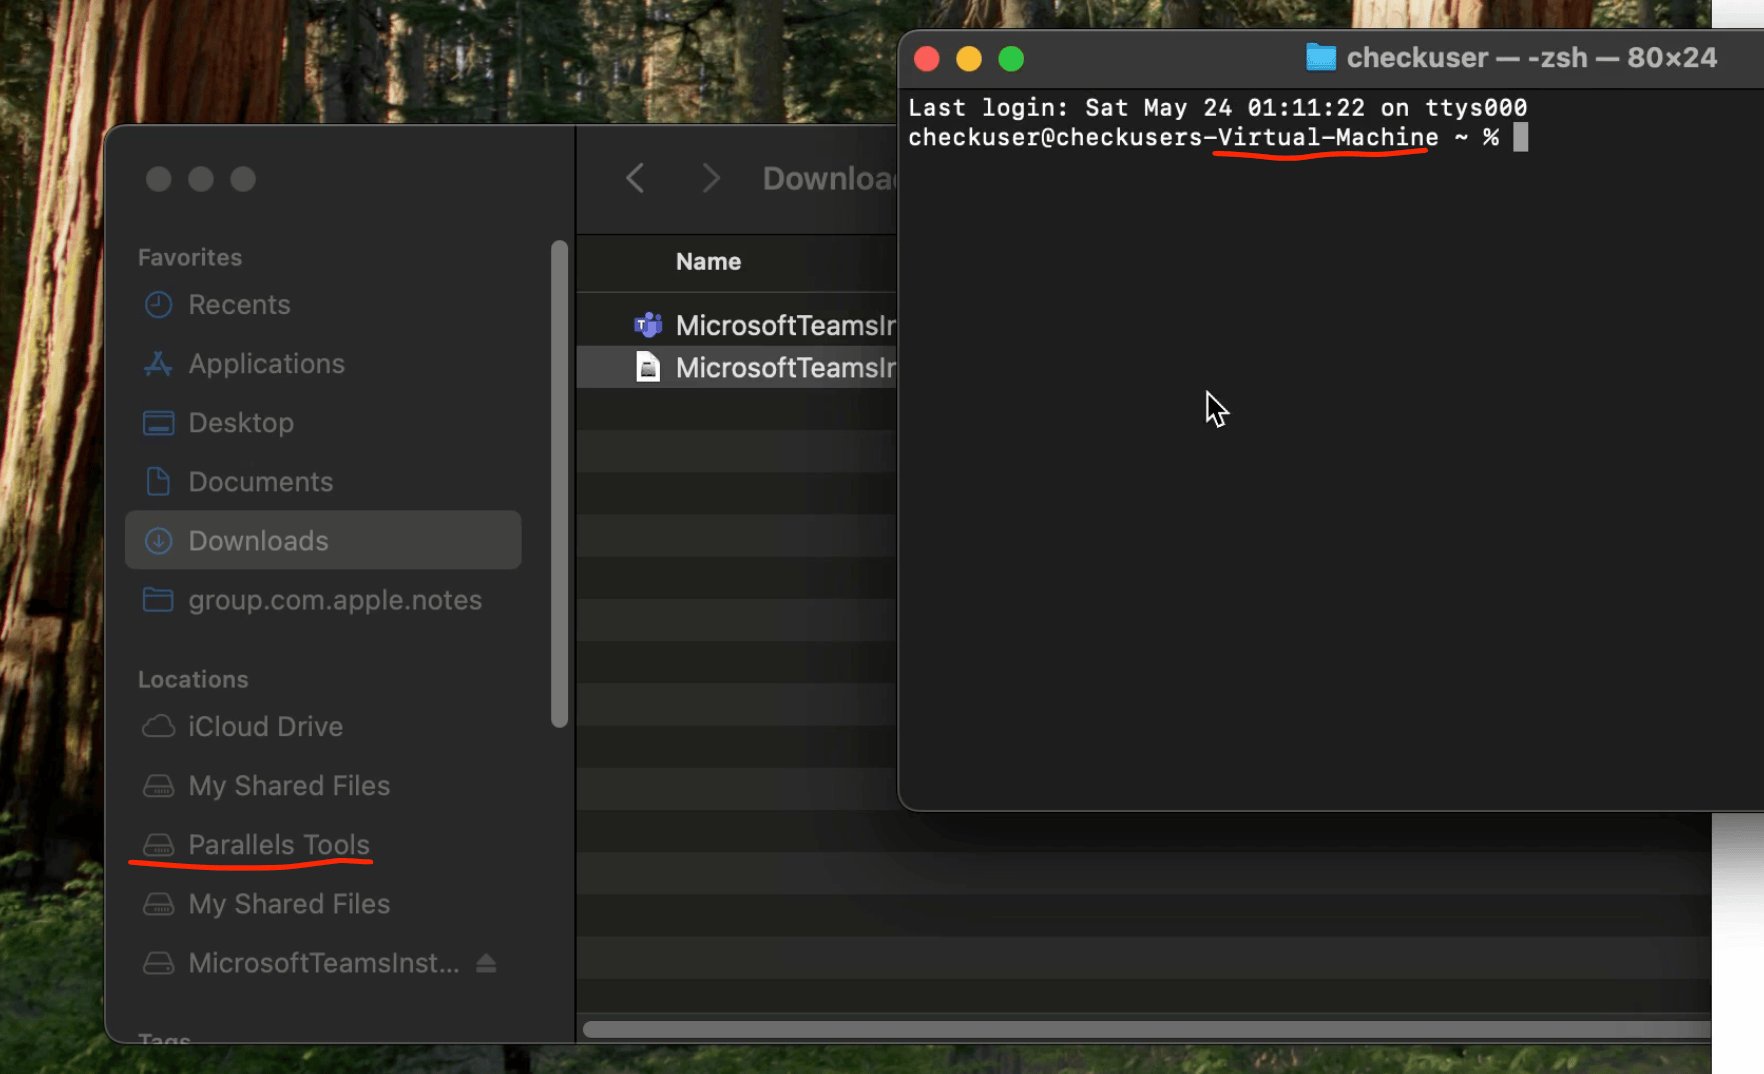 checkuser — -zsh — 80×24
Last login: Sat May 24 01:11:22 on ttys000
checkuser@checkusers-Virtual-Machine ~ %
Favorites
Recents
Applications
Desktop
Documents
Downloads
group.com.apple.notes
Locations
iCloud Drive
My Shared Files
Parallels Tools
My Shared Files
MicrosoftTeamsInst...
Tags
Downloa
Name
MicrosoftTeamsIn
MicrosoftTeamsIn